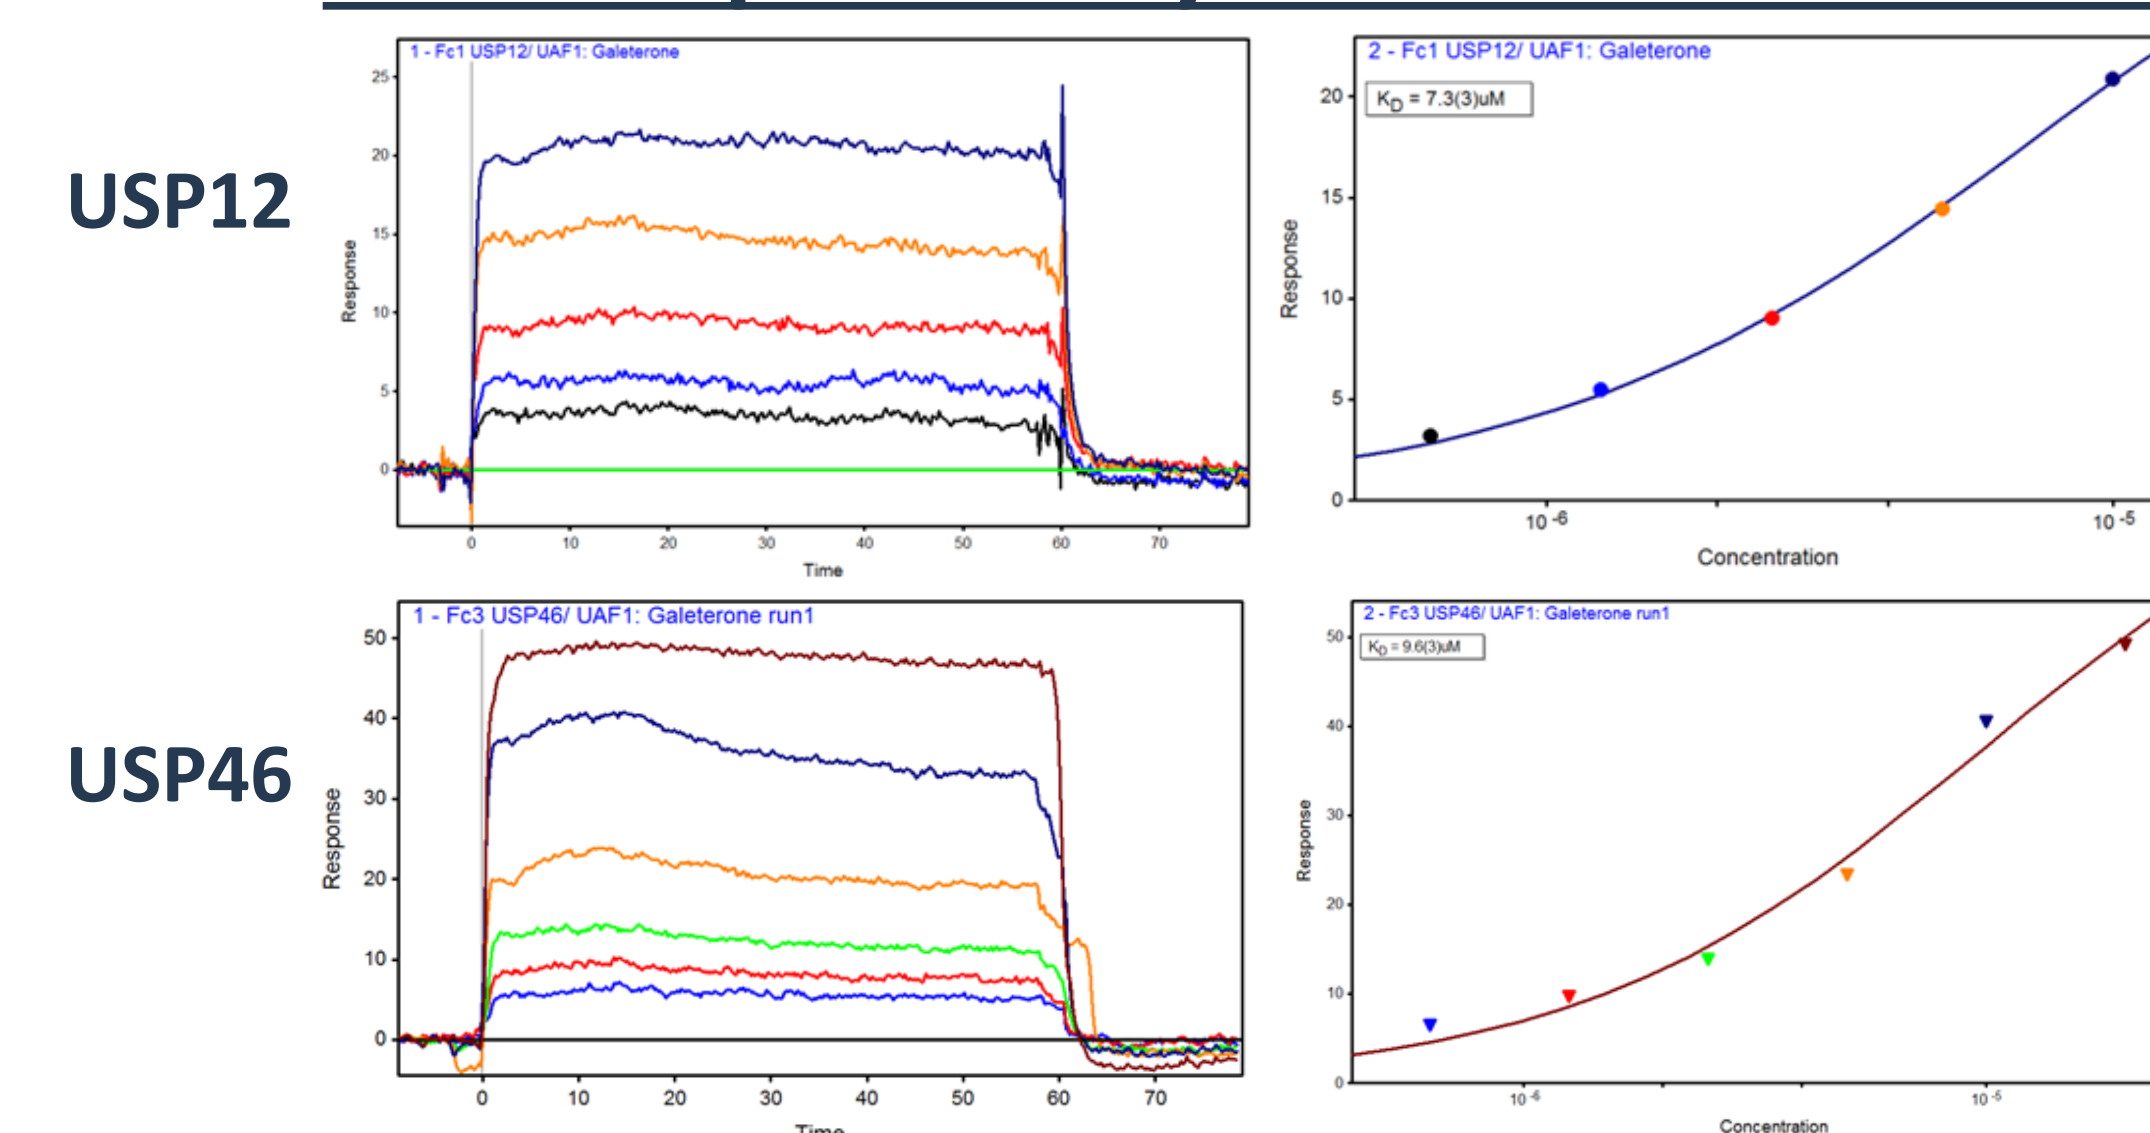 USP12
1 - Fc1 USP12/ UAF1: Galeterone
25
20
15
10
5
0
Response
0 10 20 30 40 50 60 70
Time
2 - Fc1 USP12/ UAF1: Galeterone
KD = 7.3(3)uM
20
15
10
5
0
Response
10-6 10-5
Concentration
USP46
1 - Fc3 USP46/ UAF1: Galeterone run1
50
40
30
20
10
0
Response
0 10 20 30 40 50 60 70
Time
2 - Fc3 USP46/ UAF1: Galeterone run1
KD = 9.6(3)uM
50
40
30
20
10
0
Response
10-6 10-5
Concentration